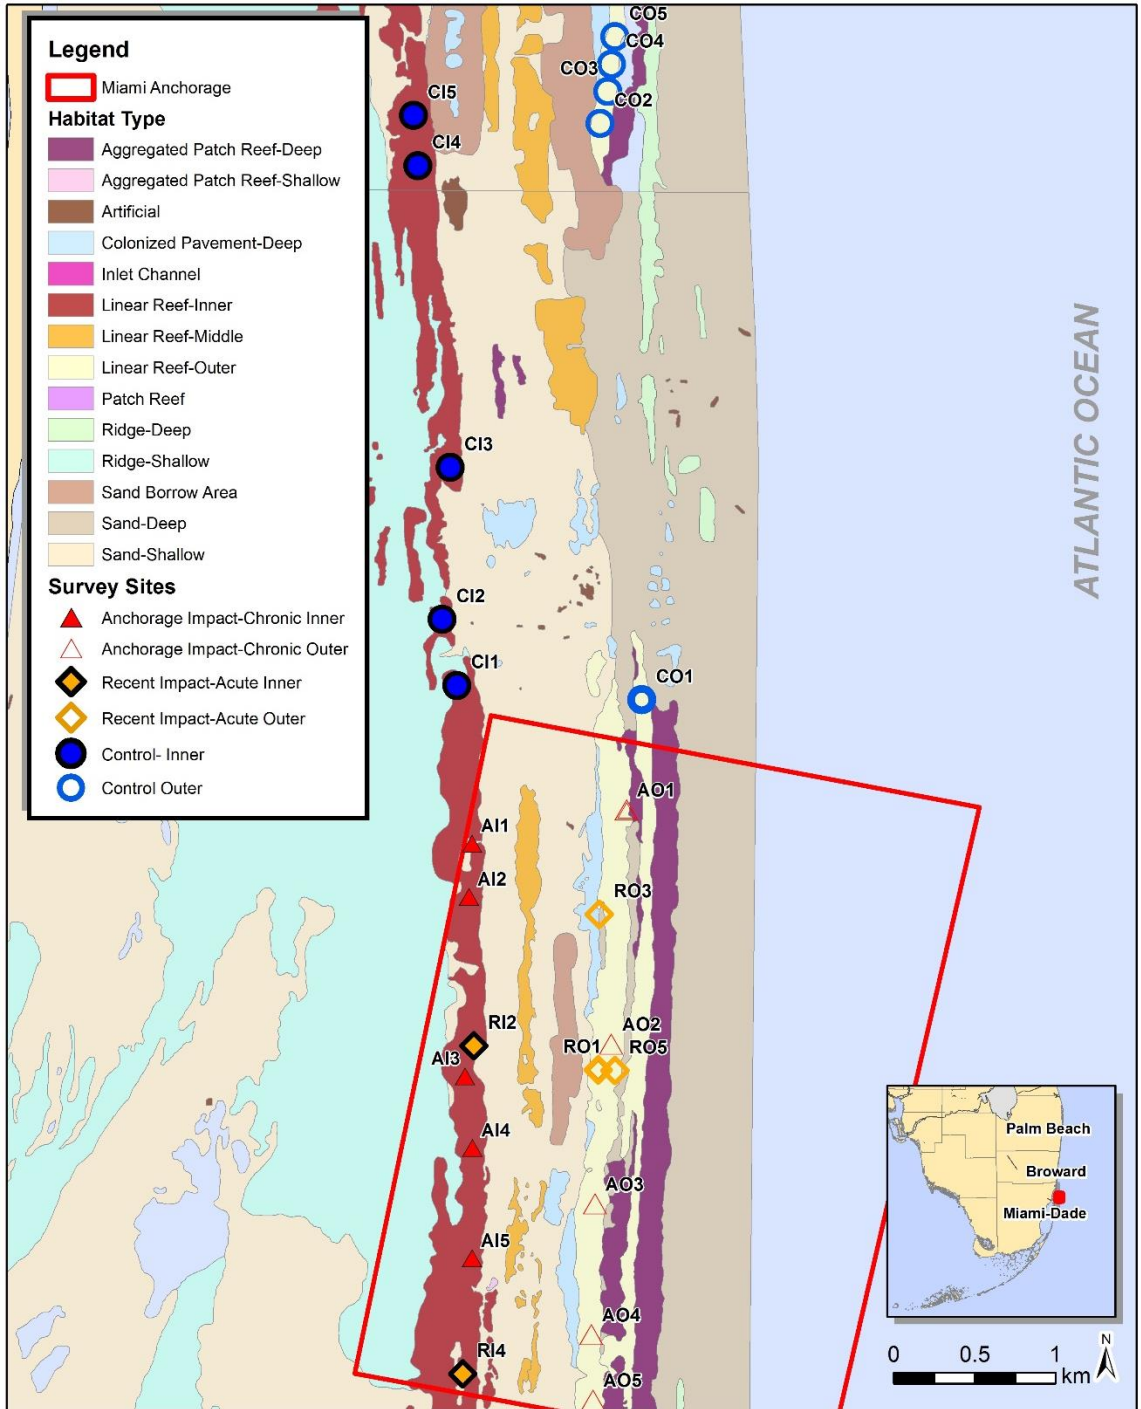 Legend
Miami Anchorage
Habitat Type
Aggregated Patch Reef-Deep
Aggregated Patch Reef-Shallow
Artificial
Colonized Pavement-Deep
Inlet Channel
Linear Reef-Inner
Linear Reef-Middle
Linear Reef-Outer
Patch Reef
Ridge-Deep
Ridge-Shallow
Sand Borrow Area
Sand-Deep
Sand-Shallow
Survey Sites
Anchorage Impact-Chronic Inner
Anchorage Impact-Chronic Outer
Recent Impact-Acute Inner
Recent Impact-Acute Outer
Control- Inner
Control Outer
CO5
CO4
CO3
CO2
CI5
CI4
CI3
CI2
CI1
CO1
ATLANTIC OCEAN
AO1
AI1
AI2
RO3
RI2
AO2
RO1
RO5
AI3
AI4
AO3
AI5
AO4
RI4
AO5
Palm Beach
Broward
Miami-Dade
0 0.5 1
km
N